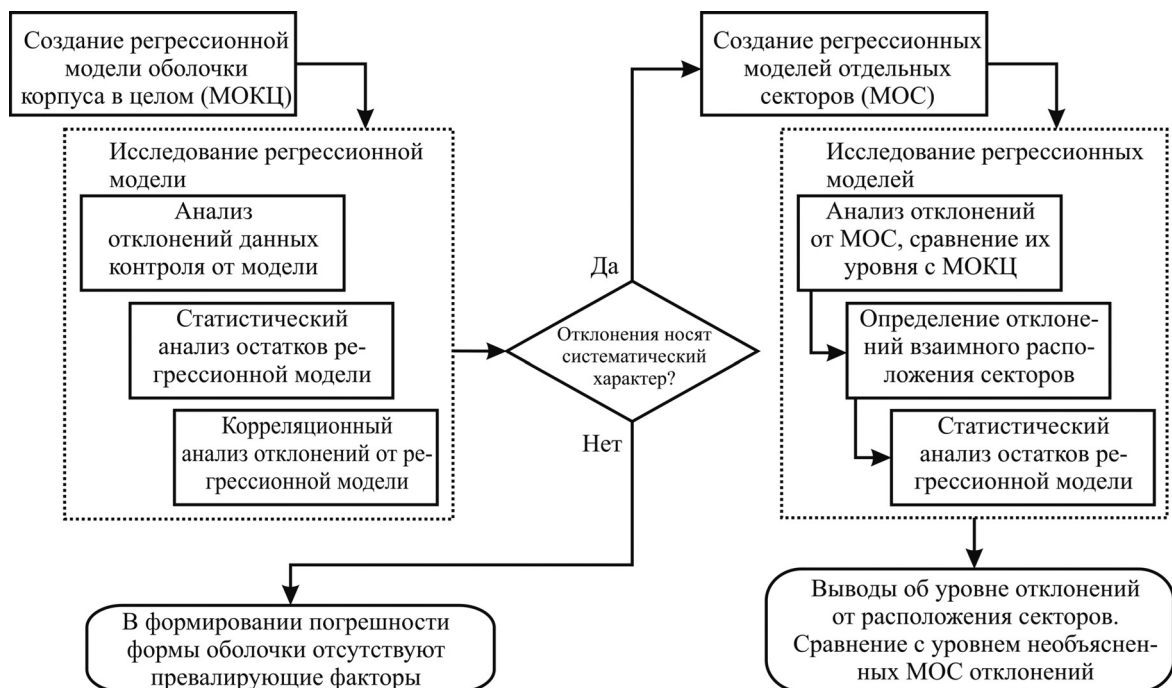 Создание регрессионной
модели оболочки
корпуса в целом (МОКЦ)
Исследование регрессионной
модели
Анализ
отклонений данных
контроля от модели
Статистический
анализ остатков ре-
грессионной модели
Корреляционный
анализ отклонений от ре-
грессионной модели
Да
Отклонения носят
систематический
характер?
Нет
В формировании погрешности
формы оболочки отсутствуют
превалирующие факторы
Создание регрессионных
моделей отдельных
секторов (МОС)
Исследование регрессионных
моделей
Анализ отклонений
от МОС, сравнение их
уровня с МОКЦ
Определение отклоне-
ний взаимного распо-
ложения секторов
Статистический
анализ остатков ре-
грессионной модели
Выводы об уровне отклонений
от расположения секторов.
Сравнение с уровнем необъяснен-
ных МОС отклонений